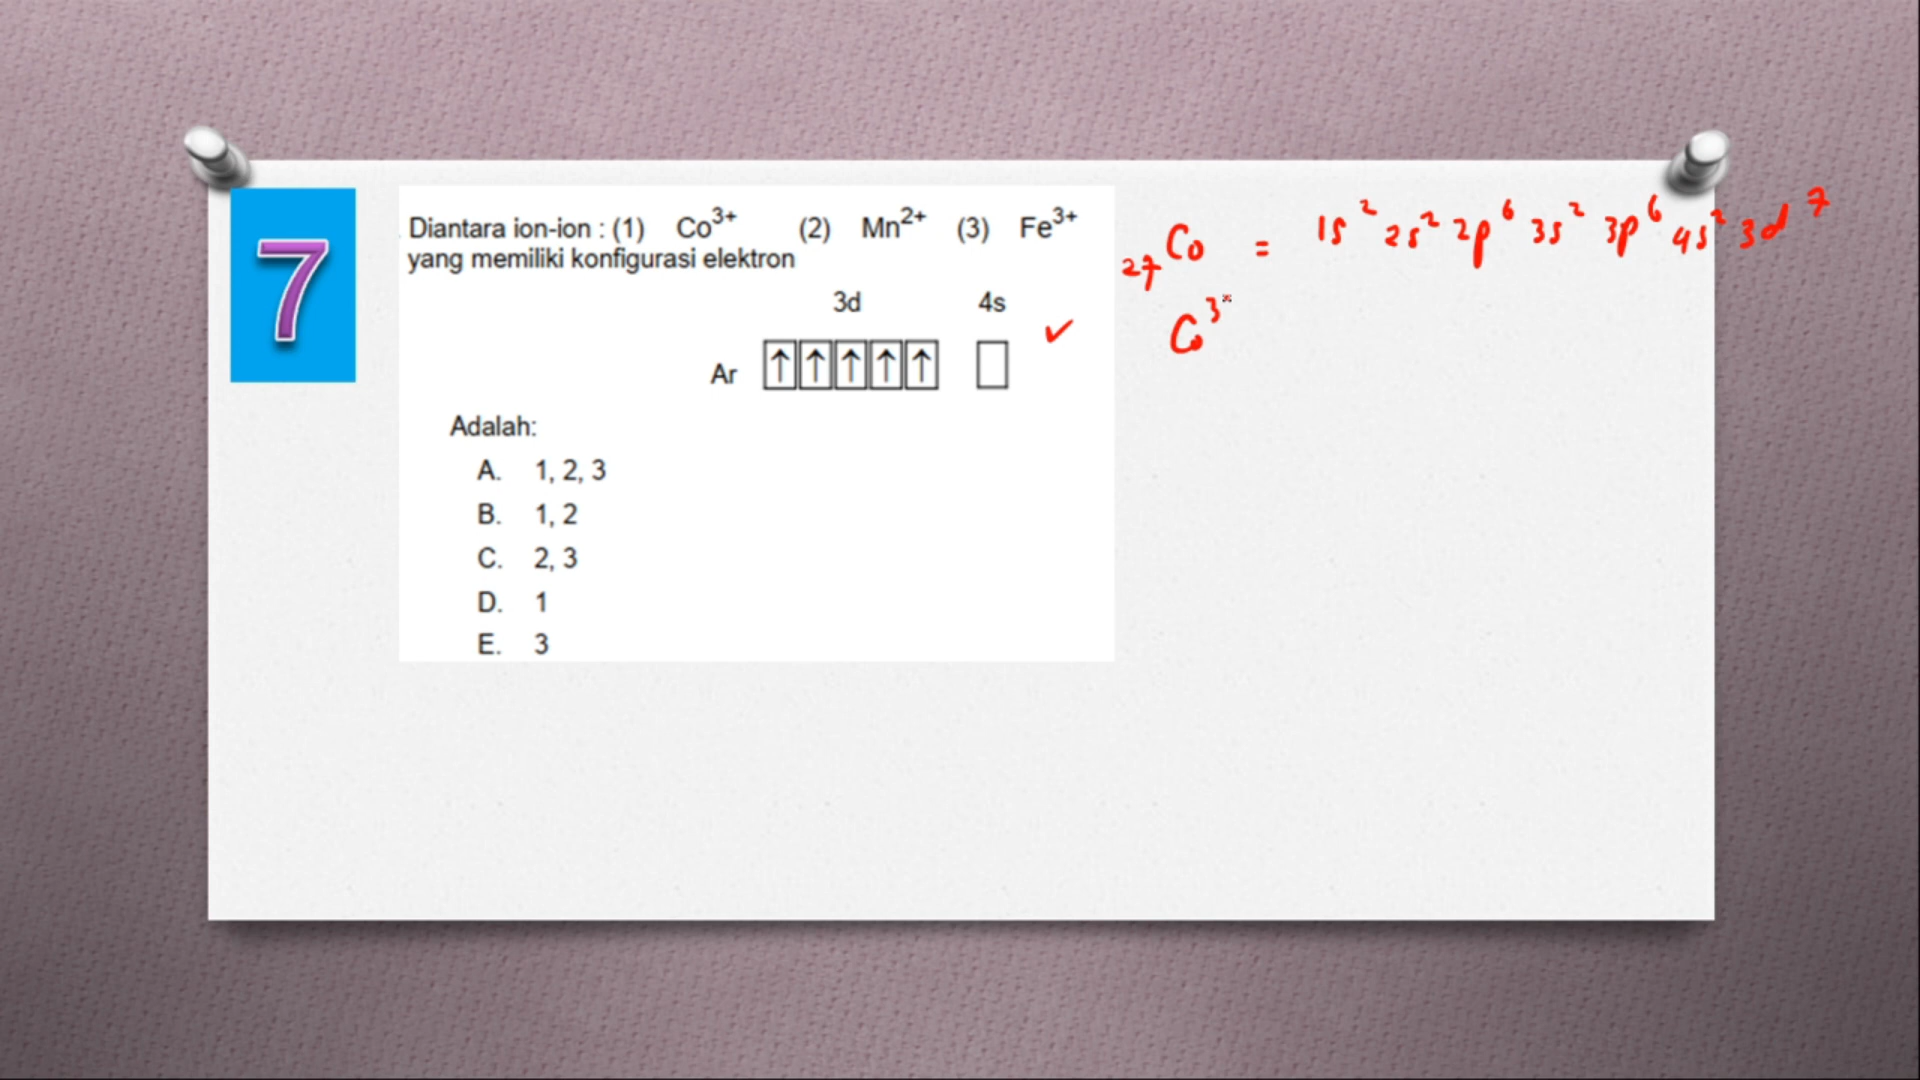 7
Diantara ion-ion : (1) Co³⁺ (2) Mn²⁺ (3) Fe³⁺
yang memiliki konfigurasi elektron
3d 4s
Ar ↑ ↑ ↑ ↑ ↑
Adalah:
A. 1, 2, 3
B. 1, 2
C. 2, 3
D. 1
E. 3
₂₇Co = 1s² 2s² 2p⁶ 3s² 3p⁶ 4s² 3d⁷
Co³